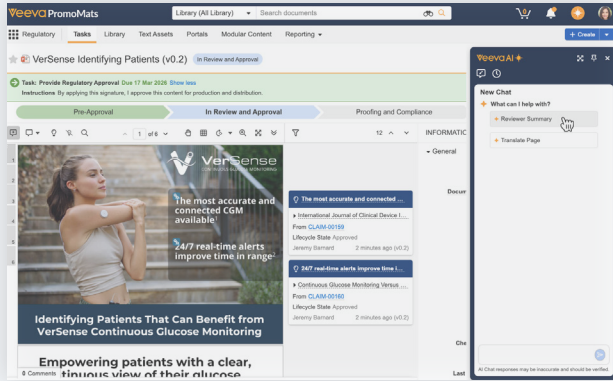 Veeva PromoMats
Library (All Library)
Search documents
Regulatory
Tasks
Library
Text Assets
Portals
Modular Content
Reporting
+ Create
VerSense Identifying Patients (v0.2)
In Review and Approval
Task: Provide Regulatory Approval Due 17 Mar 2026 Show less
Instructions By applying this signature, I approve this content for production and distribution.
Pre-Approval
In Review and Approval
Proofing and Compliance
1 of 6
12
INFORMATIC
General
Docur
1
2
3
4
5
6
VerSense
CONTINUOUS GLUCOSE MONITORING
The most accurate and
connected CGM
available
24/7 real-time alerts
improve time in range
Identifying Patients That Can Benefit from
VerSense Continuous Glucose Monitoring
Empowering patients with a clear,
tinuous view of their glucose
0 Comments
The most accurate and connected ...
International Journal of Clinical Device I...
From CLAIM-00159
Lifecycle State Approved
Jeremy Barnard 2 minutes ago (v0.2)
24/7 real-time alerts improve time i...
Continuous Glucose Monitoring Versus ...
From CLAIM-00160
Lifecycle State Approved
Jeremy Barnard 2 minutes ago (v0.2)
Che
Last
Veeva AI
New Chat
What can I help with?
Reviewer Summary
Translate Page
AI Chat responses may be inaccurate and should be verified.